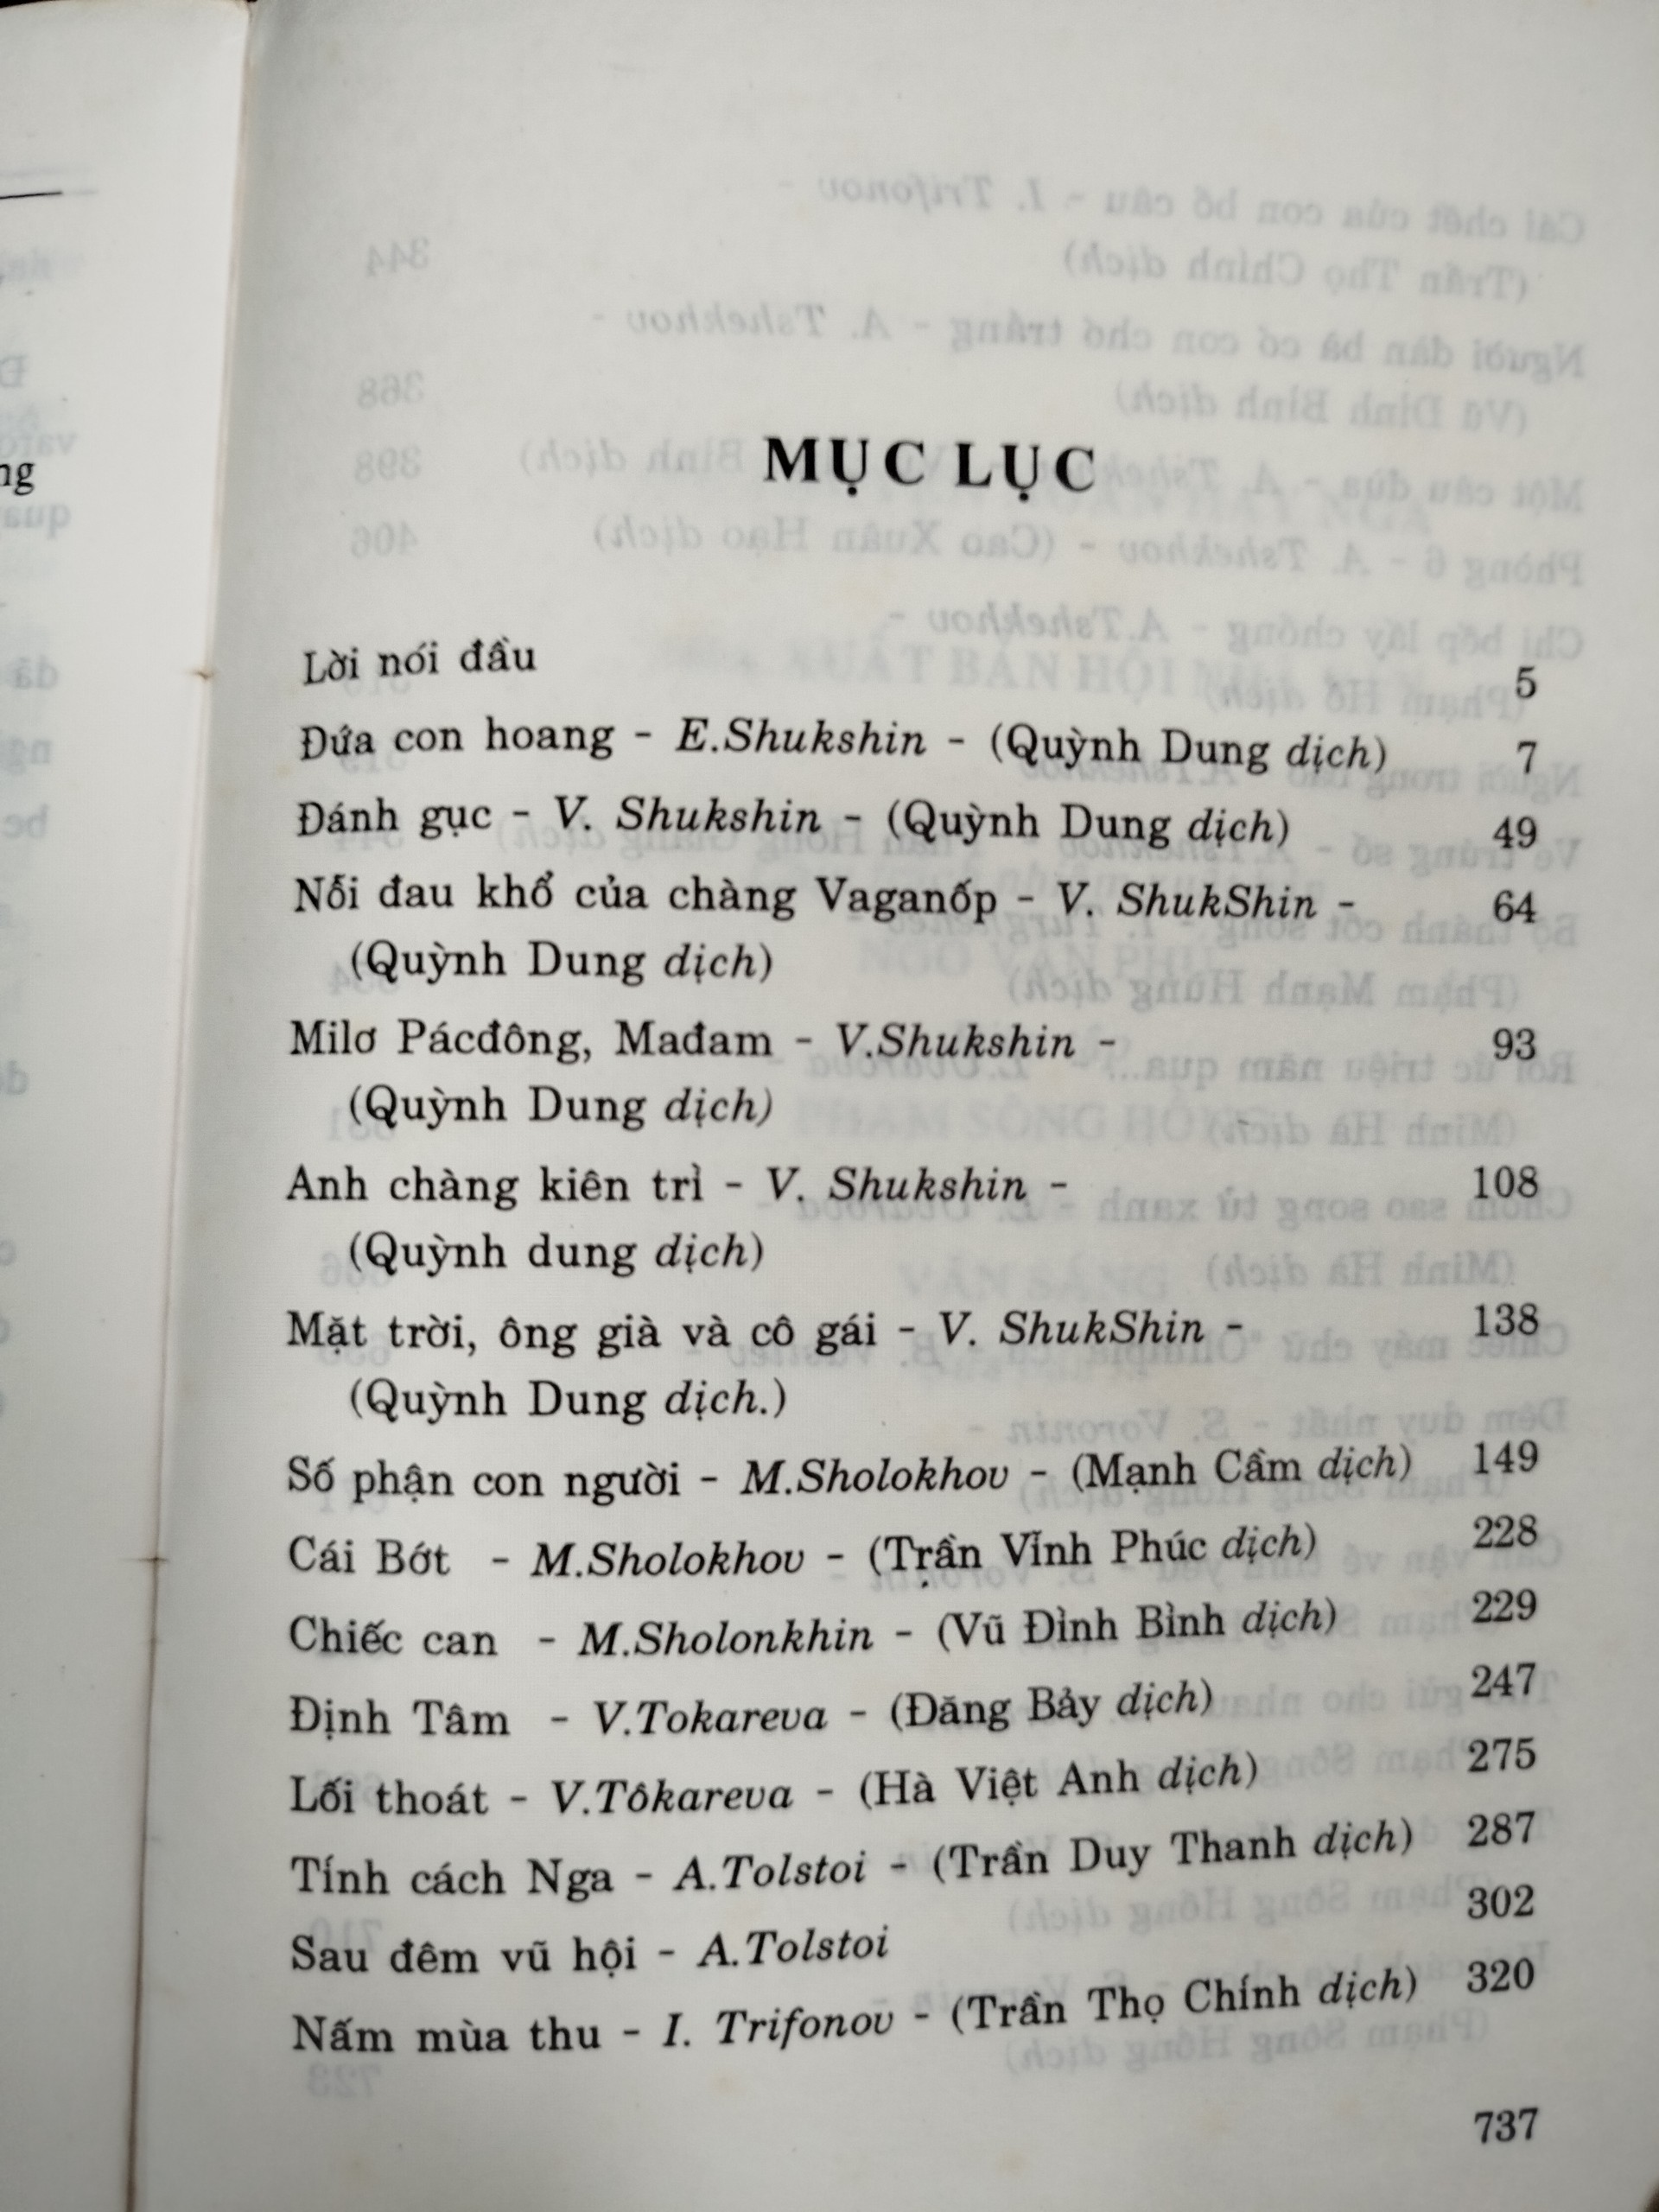 MỤC LỤC
Lời nói đầu 5
Đứa con hoang - E.Shukshin - (Quỳnh Dung dịch) 7
Đánh gục - V. Shukshin - (Quỳnh Dung dịch) 49
Nỗi đau khổ của chàng Vaganốp - V. ShukShin - 64
(Quỳnh Dung dịch)
Milơ Pácđông, Mađam - V.Shukshin - 93
(Quỳnh Dung dịch)
Anh chàng kiên trì - V. Shukshin - 108
(Quỳnh dung dịch)
Mặt trời, ông già và cô gái - V. ShukShin - 138
(Quỳnh Dung dịch.)
Số phận con người - M.Sholokhov - (Mạnh Cầm dịch) 149
Cái Bớt - M.Sholokhov - (Trần Vĩnh Phúc dịch) 228
Chiếc can - M.Sholonkhin - (Vũ Đình Bình dịch) 229
Định Tâm - V.Tokareva - (Đăng Bảy dịch) 247
Lối thoát - V.Tôkareva - (Hà Việt Anh dịch) 275
Tính cách Nga - A.Tolstoi - (Trần Duy Thanh dịch) 287
Sau đêm vũ hội - A.Tolstoi 302
Nấm mùa thu - I. Trifonov - (Trần Thọ Chính dịch) 320
737